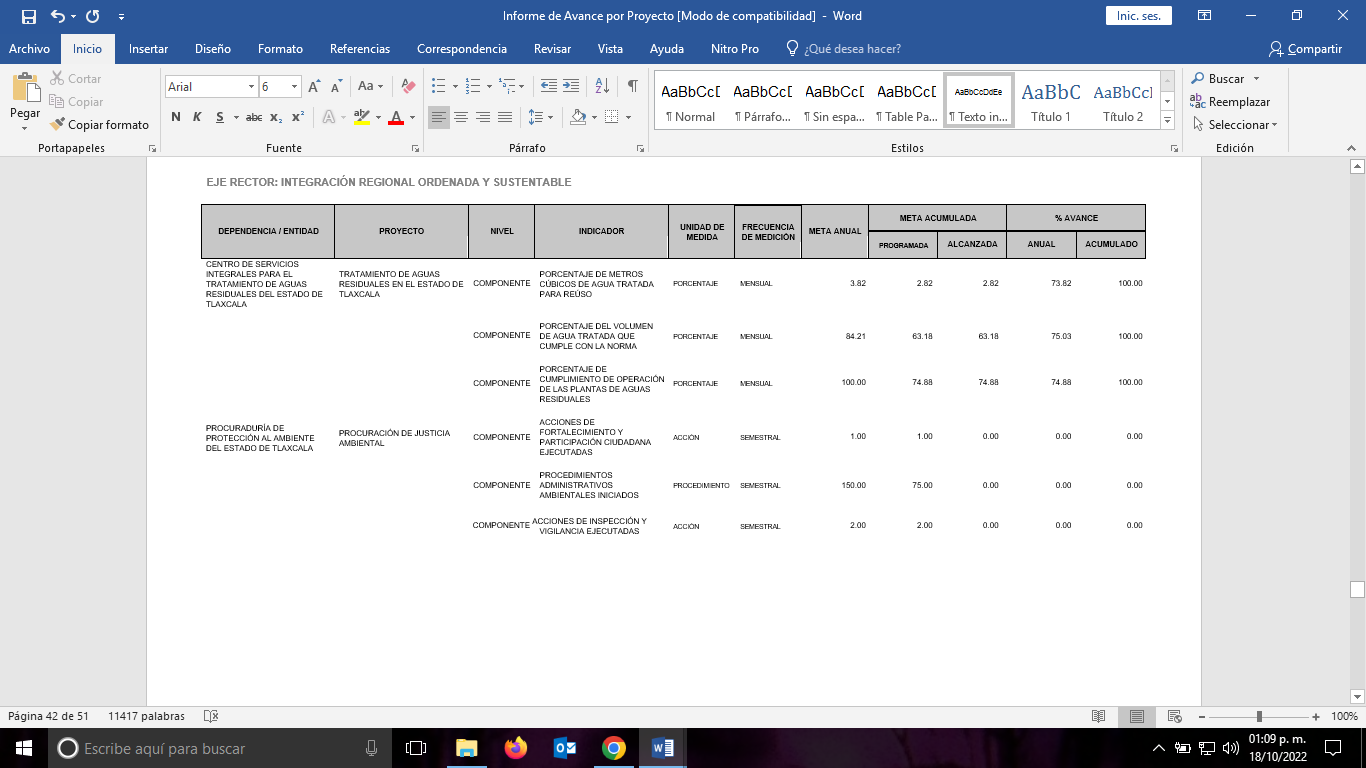 Informe de Avance por Proyecto [Modo de compatibilidad] - Word
Inic. ses.
Archivo Inicio Insertar Diseño Formato Referencias Correspondencia Revisar Vista Ayuda Nitro Pro ¿Qué desea hacer? Compartir
Pegar
Cortar
Copiar
Copiar formato
Portapapeles
Arial 6
Aa
N K S abc x₂ x²
A
Fuente
Párrafo
AaBbCcD AaBbCcD AaBbCcD AaBbCcD AaBbCcDdEe AaBbC AaBbCcI
¶ Normal ¶ Párrafo... ¶ Sin espa... ¶ Table Pa... ¶ Texto in... Título 1 Título 2
Estilos
Buscar
Reemplazar
Seleccionar
Edición
EJE RECTOR: INTEGRACIÓN REGIONAL ORDENADA Y SUSTENTABLE
DEPENDENCIA / ENTIDAD
PROYECTO
NIVEL
INDICADOR
UNIDAD DE
MEDIDA
FRECUENCIA
DE MEDICIÓN
META ANUAL
META ACUMULADA
PROGRAMADA ALCANZADA
% AVANCE
ANUAL ACUMULADO
CENTRO DE SERVICIOS
INTEGRALES PARA EL
TRATAMIENTO DE AGUAS
RESIDUALES DEL ESTADO DE
TLAXCALA
TRATAMIENTO DE AGUAS
RESIDUALES EN EL ESTADO DE
TLAXCALA
COMPONENTE
PORCENTAJE DE METROS
CÚBICOS DE AGUA TRATADA
PARA REÚSO
PORCENTAJE MENSUAL 3.82 2.82 2.82 73.82 100.00
COMPONENTE
PORCENTAJE DEL VOLUMEN
DE AGUA TRATADA QUE
CUMPLE CON LA NORMA
PORCENTAJE MENSUAL 84.21 63.18 63.18 75.03 100.00
COMPONENTE
PORCENTAJE DE
CUMPLIMIENTO DE OPERACIÓN
DE LAS PLANTAS DE AGUAS
RESIDUALES
PORCENTAJE MENSUAL 100.00 74.88 74.88 74.88 100.00
PROCURADURÍA DE
PROTECCIÓN AL AMBIENTE
DEL ESTADO DE TLAXCALA
PROCURACIÓN DE JUSTICIA
AMBIENTAL
COMPONENTE
ACCIONES DE
FORTALECIMIENTO Y
PARTICIPACIÓN CIUDADANA
EJECUTADAS
ACCIÓN SEMESTRAL 1.00 1.00 0.00 0.00 0.00
COMPONENTE
PROCEDIMIENTOS
ADMINISTRATIVOS
AMBIENTALES INICIADOS
PROCEDIMIENTO SEMESTRAL 150.00 75.00 0.00 0.00 0.00
COMPONENTE
ACCIONES DE INSPECCIÓN Y
VIGILANCIA EJECUTADAS
ACCIÓN SEMESTRAL 2.00 2.00 0.00 0.00 0.00
Página 42 de 51 11417 palabras
100%
Escribe aquí para buscar
01:09 p. m.
18/10/2022